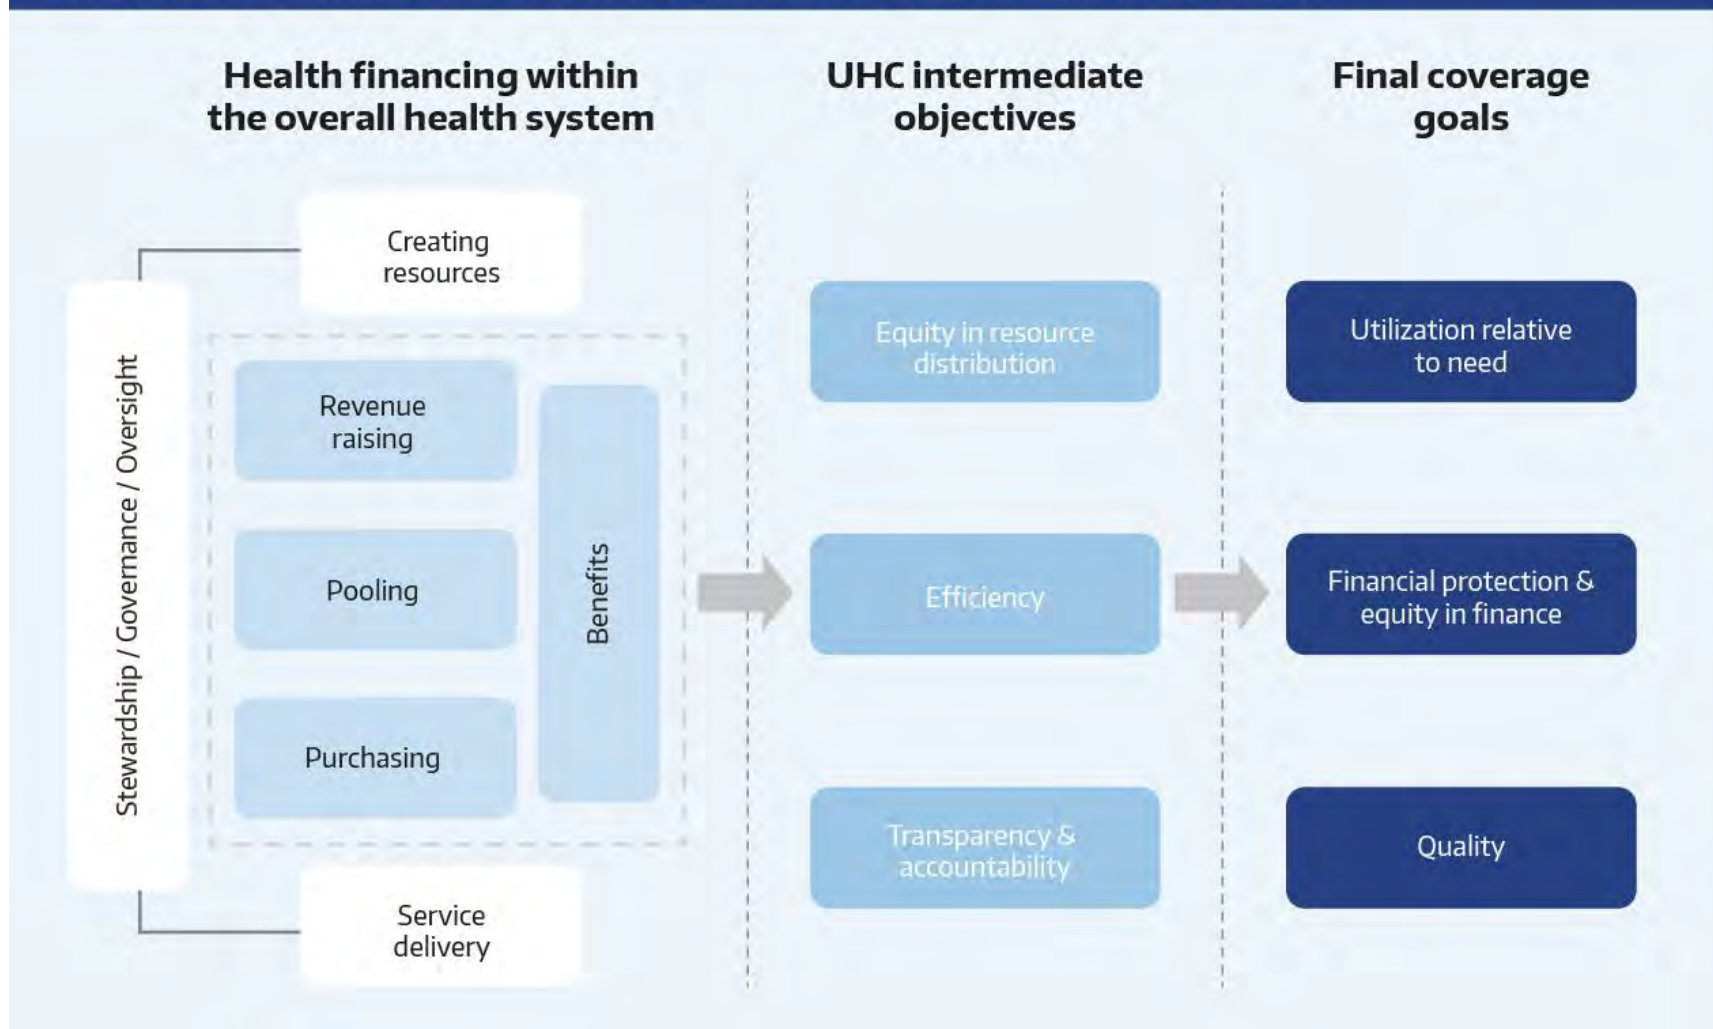 Health financing within
the overall health system
UHC intermediate
objectives
Final coverage
goals
Creating
resources
Stewardship / Governance / Oversight
Revenue
raising
Pooling
Purchasing
Benefits
Service
delivery
Equity in resource
distribution
Efficiency
Transparency &
accountability
Utilization relative
to need
Financial protection &
equity in finance
Quality